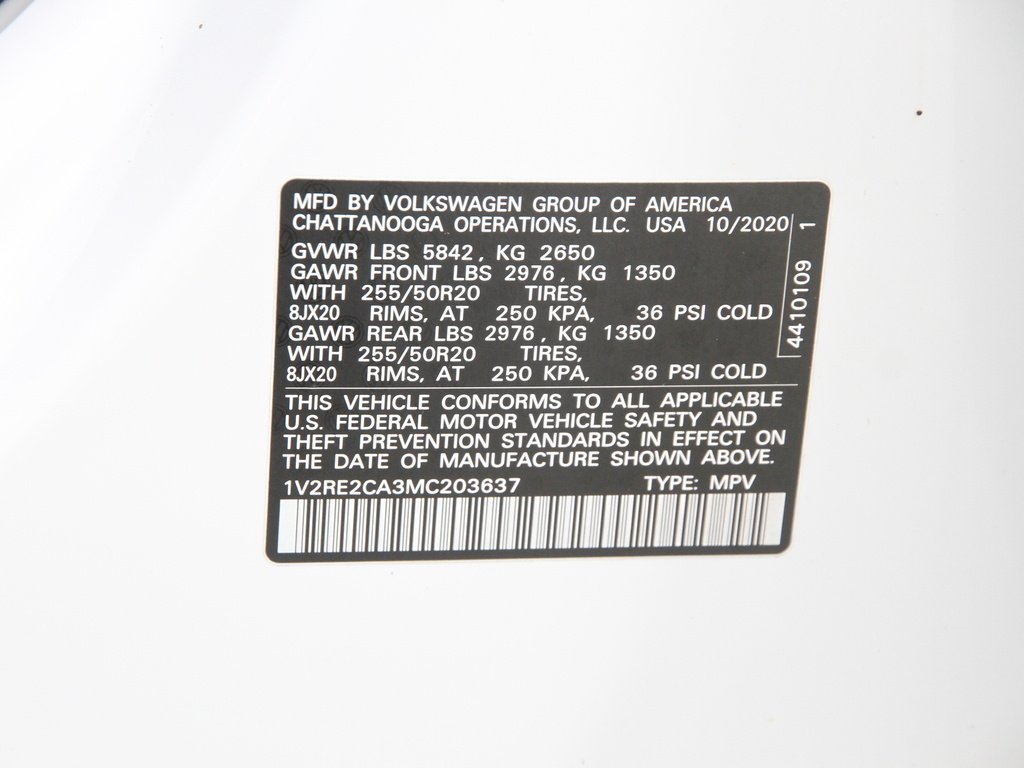 MFD BY VOLKSWAGEN GROUP OF AMERICA
CHATTANOOGA OPERATIONS, LLC. USA 10/2020
GVWR LBS 5842, KG 2650
GAWR FRONT LBS 2976, KG 1350
WITH 255/50R20 TIRES,
8JX20 RIMS, AT 250 KPA, 36 PSI COLD
GAWR REAR LBS 2976, KG 1350
WITH 255/50R20 TIRES,
8JX20 RIMS, AT 250 KPA, 36 PSI COLD
4410109 1
THIS VEHICLE CONFORMS TO ALL APPLICABLE
U.S. FEDERAL MOTOR VEHICLE SAFETY AND
THEFT PREVENTION STANDARDS IN EFFECT ON
THE DATE OF MANUFACTURE SHOWN ABOVE.
1V2RE2CA3MC203637 TYPE: MPV